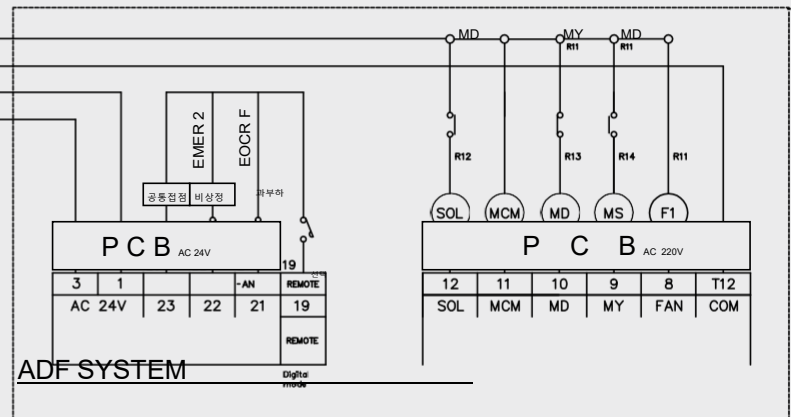 MD MY MD
R11 R11
EMER 2
EOCR F
R12 R13 R14 R11
공통접점 비상정 과부하
SOL MCM MD MS F1
P C B AC 24V
P C B AC 220V
19
3 1 -AN REMOTE
12 11 10 9 8 T12
AC 24V 23 22 21 19
SOL MCM MD MY FAN COM
REMOTE
ADF SYSTEM
Digital
mode